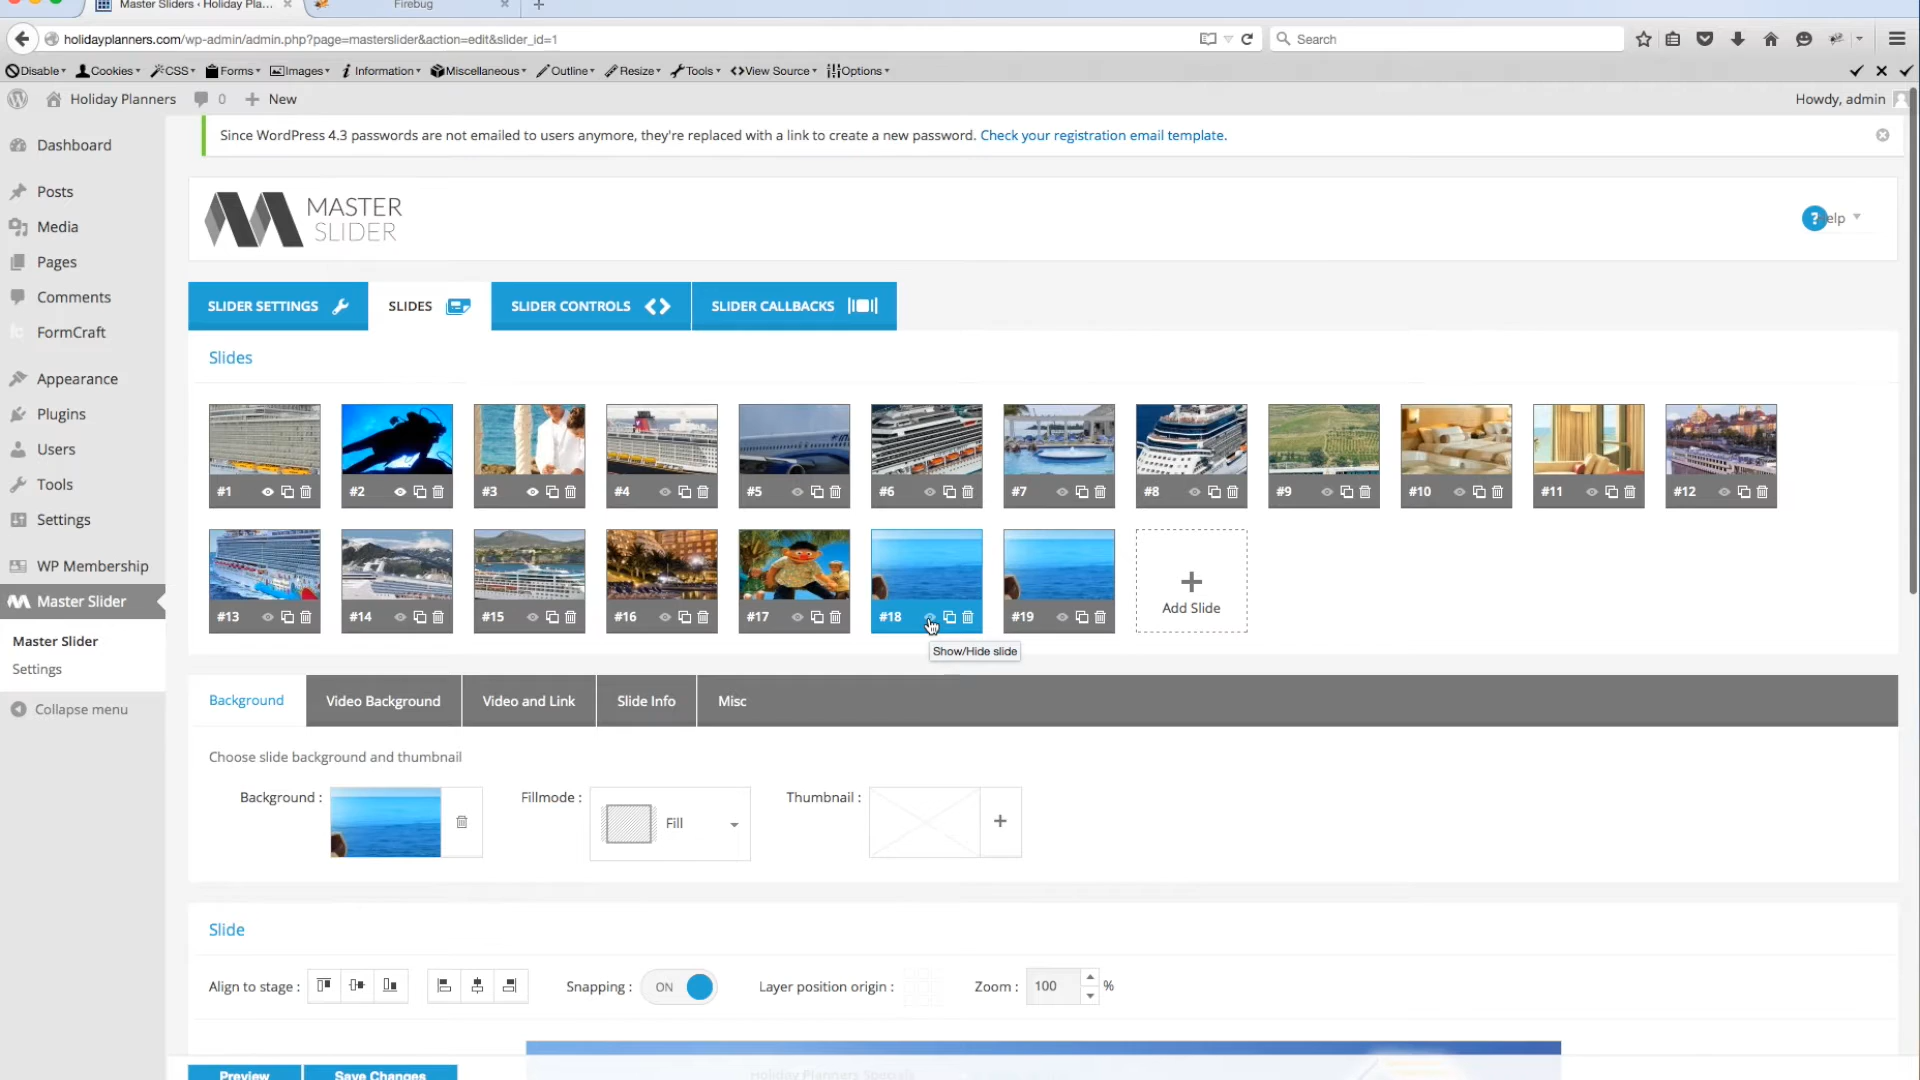 Master Sliders ‹ Holiday Pla...
Firebug
holidayplanners.com/wp-admin/admin.php?page=masterslider&action=edit&slider_id=1
Search
Disable Cookies CSS Forms Images Information Miscellaneous Outline Resize Tools View Source Options
Holiday Planners 0 New
Howdy, admin
Since WordPress 4.3 passwords are not emailed to users anymore, they're replaced with a link to create a new password. Check your registration email template.
Dashboard
Posts
Media
Pages
Comments
FormCraft
Appearance
Plugins
Users
Tools
Settings
WP Membership
Master Slider
Master Slider
Settings
Collapse menu
MASTER
SLIDER
? elp
SLIDER SETTINGS
SLIDES
SLIDER CONTROLS
SLIDER CALLBACKS
Slides
#1 #2 #3 #4 #5 #6 #7 #8 #9 #10 #11 #12
#13 #14 #15 #16 #17 #18 #19
Add Slide
Show/Hide slide
Background
Video Background
Video and Link
Slide Info
Misc
Choose slide background and thumbnail
Background :
Fillmode :
Fill
Thumbnail :
Slide
Align to stage :
Snapping :
ON
Layer position origin :
Zoom :
100
%
Holiday Planners Specials
Preview
Save Changes